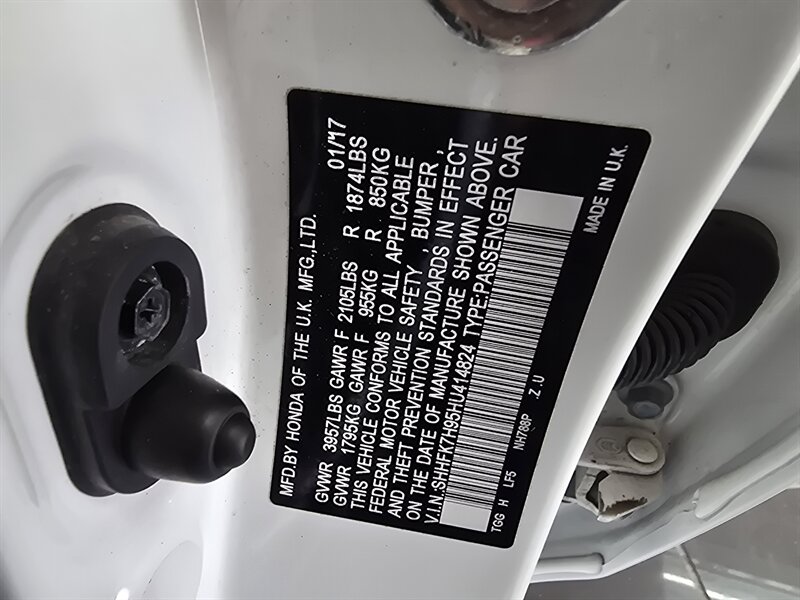 MFD.BY HONDA OF THE U.K. MFG.,LTD. 01/17
GVWR 3957LBS GAWR F 2105LBS R 1874LBS
GVWR 1795KG GAWR F 955KG R 850KG
THIS VEHICLE CONFORMS TO ALL APPLICABLE
FEDERAL MOTOR VEHICLE SAFETY, BUMPER,
AND THEFT PREVENTION STANDARDS IN EFFECT
ON THE DATE OF MANUFACTURE SHOWN ABOVE.
V.I.N.:SHHFK7H95HU414824 TYPE:PASSENGER CAR
TGG H LF5 NH788P Z.U MADE IN U.K.